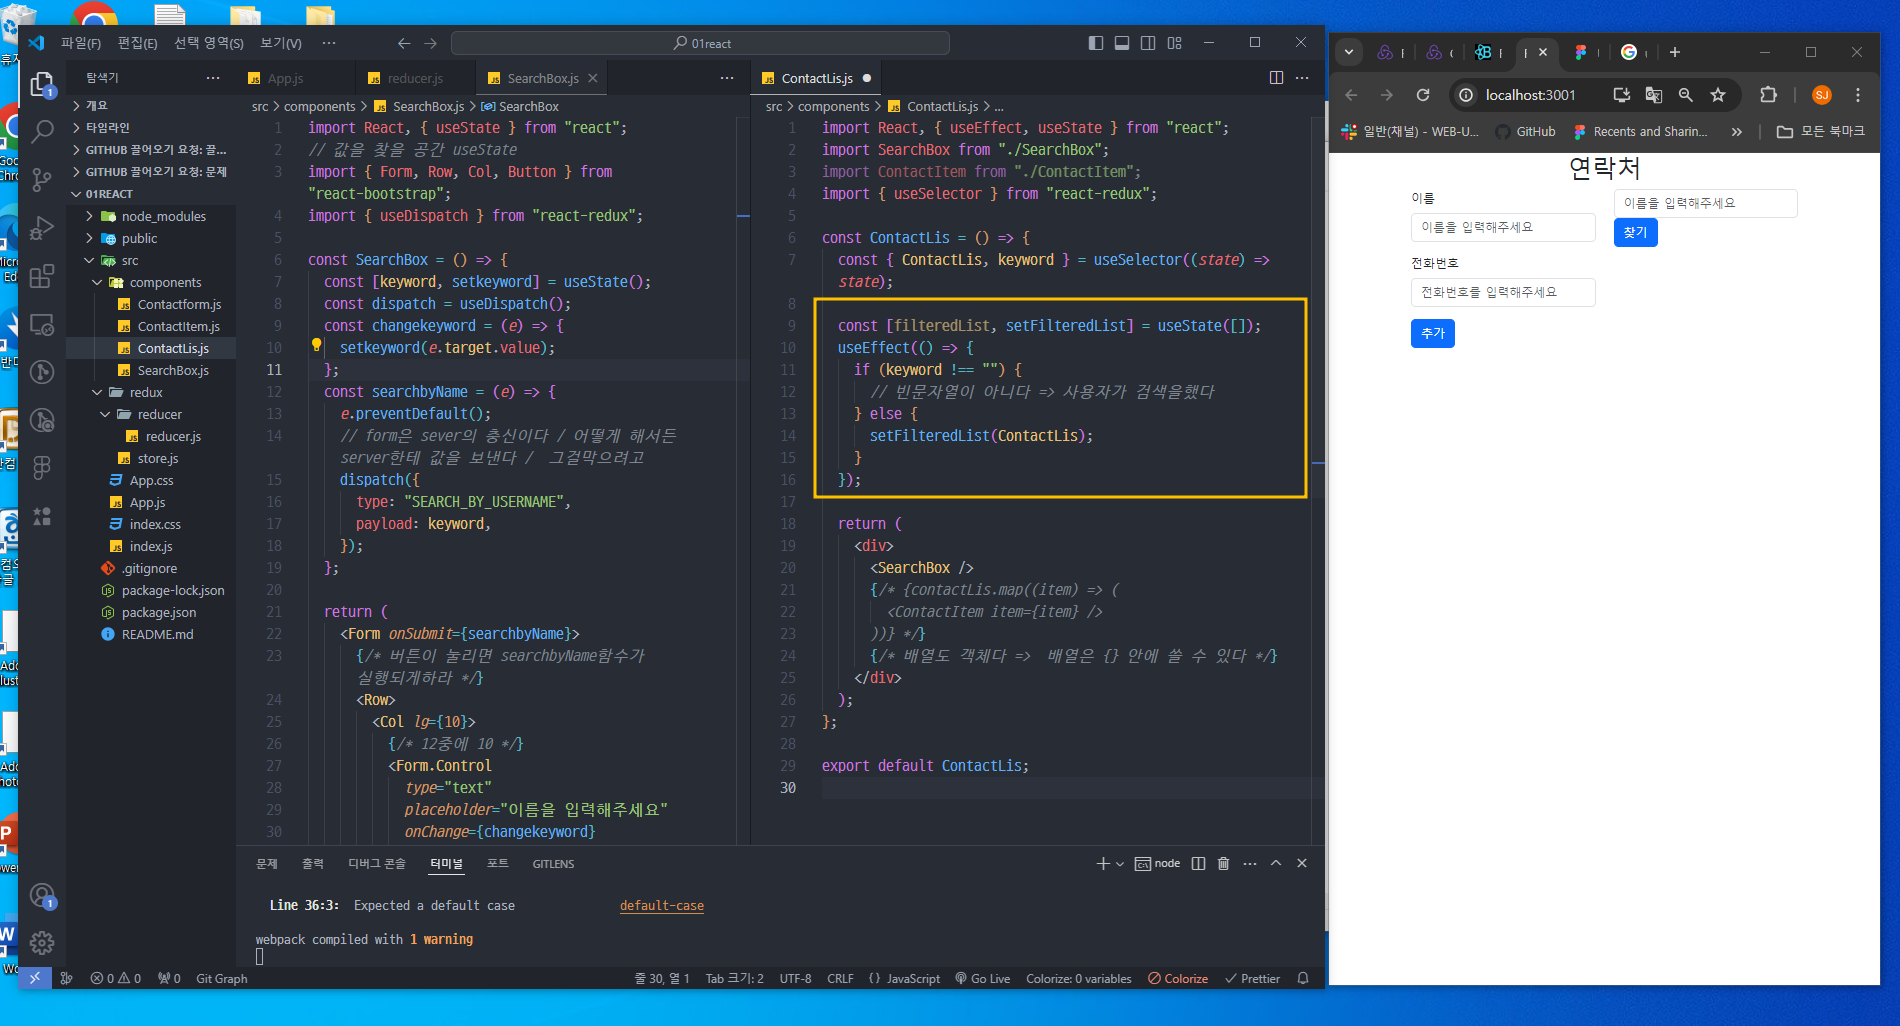 파일(F) 편집(E) 선택 영역(S) 보기(V) ··· 01react
탐색기 ···
개요
타임라인
GITHUB 끌어오기 요청: 끌...
GITHUB 끌어오기 요청: 문제
01REACT
node_modules
public
src
components
Contactform.js
ContactItem.js
ContactLis.js
SearchBox.js
redux
reducer
reducer.js
store.js
App.css
App.js
index.css
index.js
.gitignore
package-lock.json
package.json
README.md
App.js reducer.js SearchBox.js
src > components > SearchBox.js > SearchBox
1 import React, { useState } from "react";
2 // 값을 찾을 공간 useState
3 import { Form, Row, Col, Button } from
"react-bootstrap";
4 import { useDispatch } from "react-redux";
5
6 const SearchBox = () => {
7 const [keyword, setkeyword] = useState();
8 const dispatch = useDispatch();
9 const changekeyword = (e) => {
10 setkeyword(e.target.value);
11 };
12 const searchbyName = (e) => {
13 e.preventDefault();
14 // form은 sever의 충신이다 / 어떻게 해서든
server한테 값을 보낸다 / 그걸막으려고
15 dispatch({
16 type: "SEARCH_BY_USERNAME",
17 payload: keyword,
18 });
19 };
20
21 return (
22 <Form onSubmit={searchbyName}>
23 {/* 버튼이 눌리면 searchbyName함수가
실행되게하라 */}
24 <Row>
25 <Col lg={10}>
26 {/* 12중에 10 */}
27 <Form.Control
28 type="text"
29 placeholder="이름을 입력해주세요"
30 onChange={changekeyword}
ContactLis.js
src > components > ContactLis.js > ...
1 import React, { useEffect, useState } from "react";
2 import SearchBox from "./SearchBox";
3 import ContactItem from "./ContactItem";
4 import { useSelector } from "react-redux";
5
6 const ContactLis = () => {
7 const { ContactLis, keyword } = useSelector((state) =>
state);
8
9 const [filteredList, setFilteredList] = useState([]);
10 useEffect(() => {
11 if (keyword !== "") {
12 // 빈문자열이 아니다 => 사용자가 검색을했다
13 } else {
14 setFilteredList(ContactLis);
15 }
16 });
17
18 return (
19 <div>
20 <SearchBox />
21 {/* {contactLis.map((item) => (
22 <ContactItem item={item} />
23 ))} */}
24 {/* 배열도 객체다 => 배열은 {} 안에 쓸 수 있다 */}
25 </div>
26 );
27 };
28
29 export default ContactLis;
30
문제 출력 디버그 콘솔 터미널 포트 GITLENS node
Line 36:3: Expected a default case default-case
webpack compiled with 1 warning
0 0 0 Git Graph 줄 30, 열 1 Tab 크기: 2 UTF-8 CRLF {} JavaScript Go Live Colorize: 0 variables Colorize Prettier
localhost:3001 SJ
일반(채널) - WEB-U... GitHub Recents and Sharin... » 모든 북마크
연락처
이름
이름을 입력해주세요
전화번호
전화번호를 입력해주세요
추가
이름을 입력해주세요
찾기